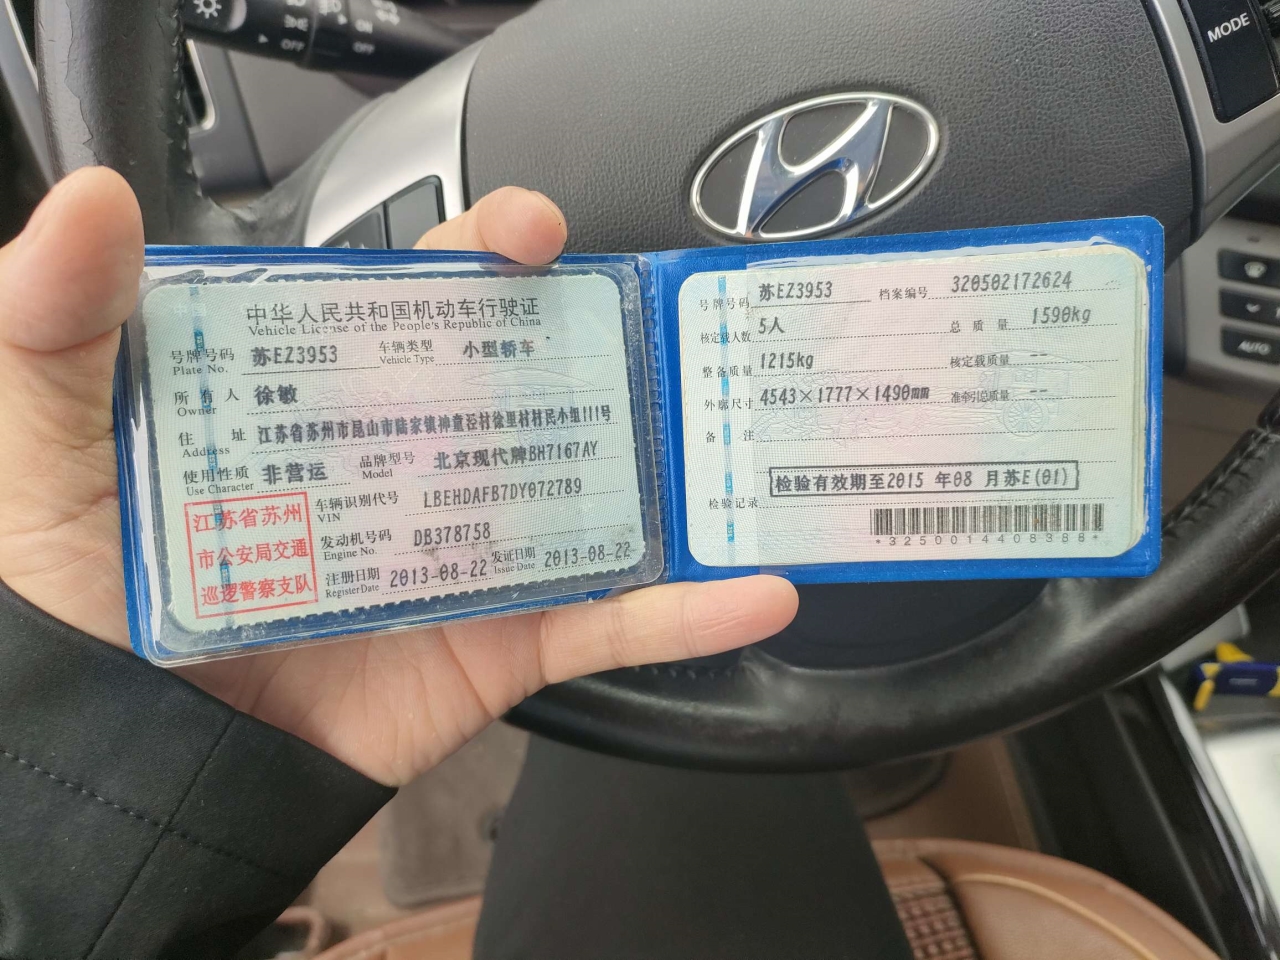 MODE
OFF
OFF
AUTO
中华人民共和国机动车行驶证
Vehicle License of the People's Republic of China
号牌号码 苏EZ3953 车辆类型 小型轿车
Plate No. Vehicle Type
所有人 徐敏
Owner
住址 江苏省苏州市昆山市陆家镇神童泾村徐里村村民小组111号
Address
使用性质 非营运 品牌型号 北京现代牌BH7167AY
Use Character Model
江苏省苏州
市公安局交通
巡逻警察支队
车辆识别代号 LBEHDAFB7DY072789
VIN
发动机号码 DB378758
Engine No.
注册日期 2013-08-22 发证日期 2013-08-22
Register Date Issue Date
号牌号码 苏EZ3953 档案编号 320502172624
核定载人数 5人 总质量 1590kg
整备质量 1215kg 核定载质量 --
外廓尺寸 4543×1777×1490mm 准牵引总质量 --
备注
检验有效期至2015 年08 月苏E(01)
检验记录
*3250014408388*